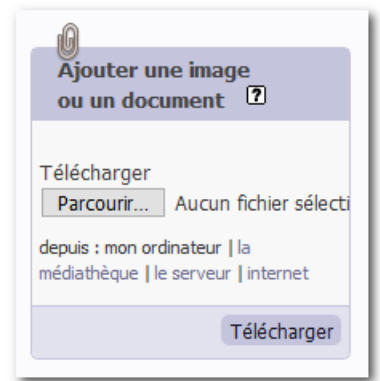 Ajouter une image
ou un document ?
Télécharger
Parcourir... Aucun fichier sélecti
depuis : mon ordinateur | la
médiathèque | le serveur | internet
Télécharger